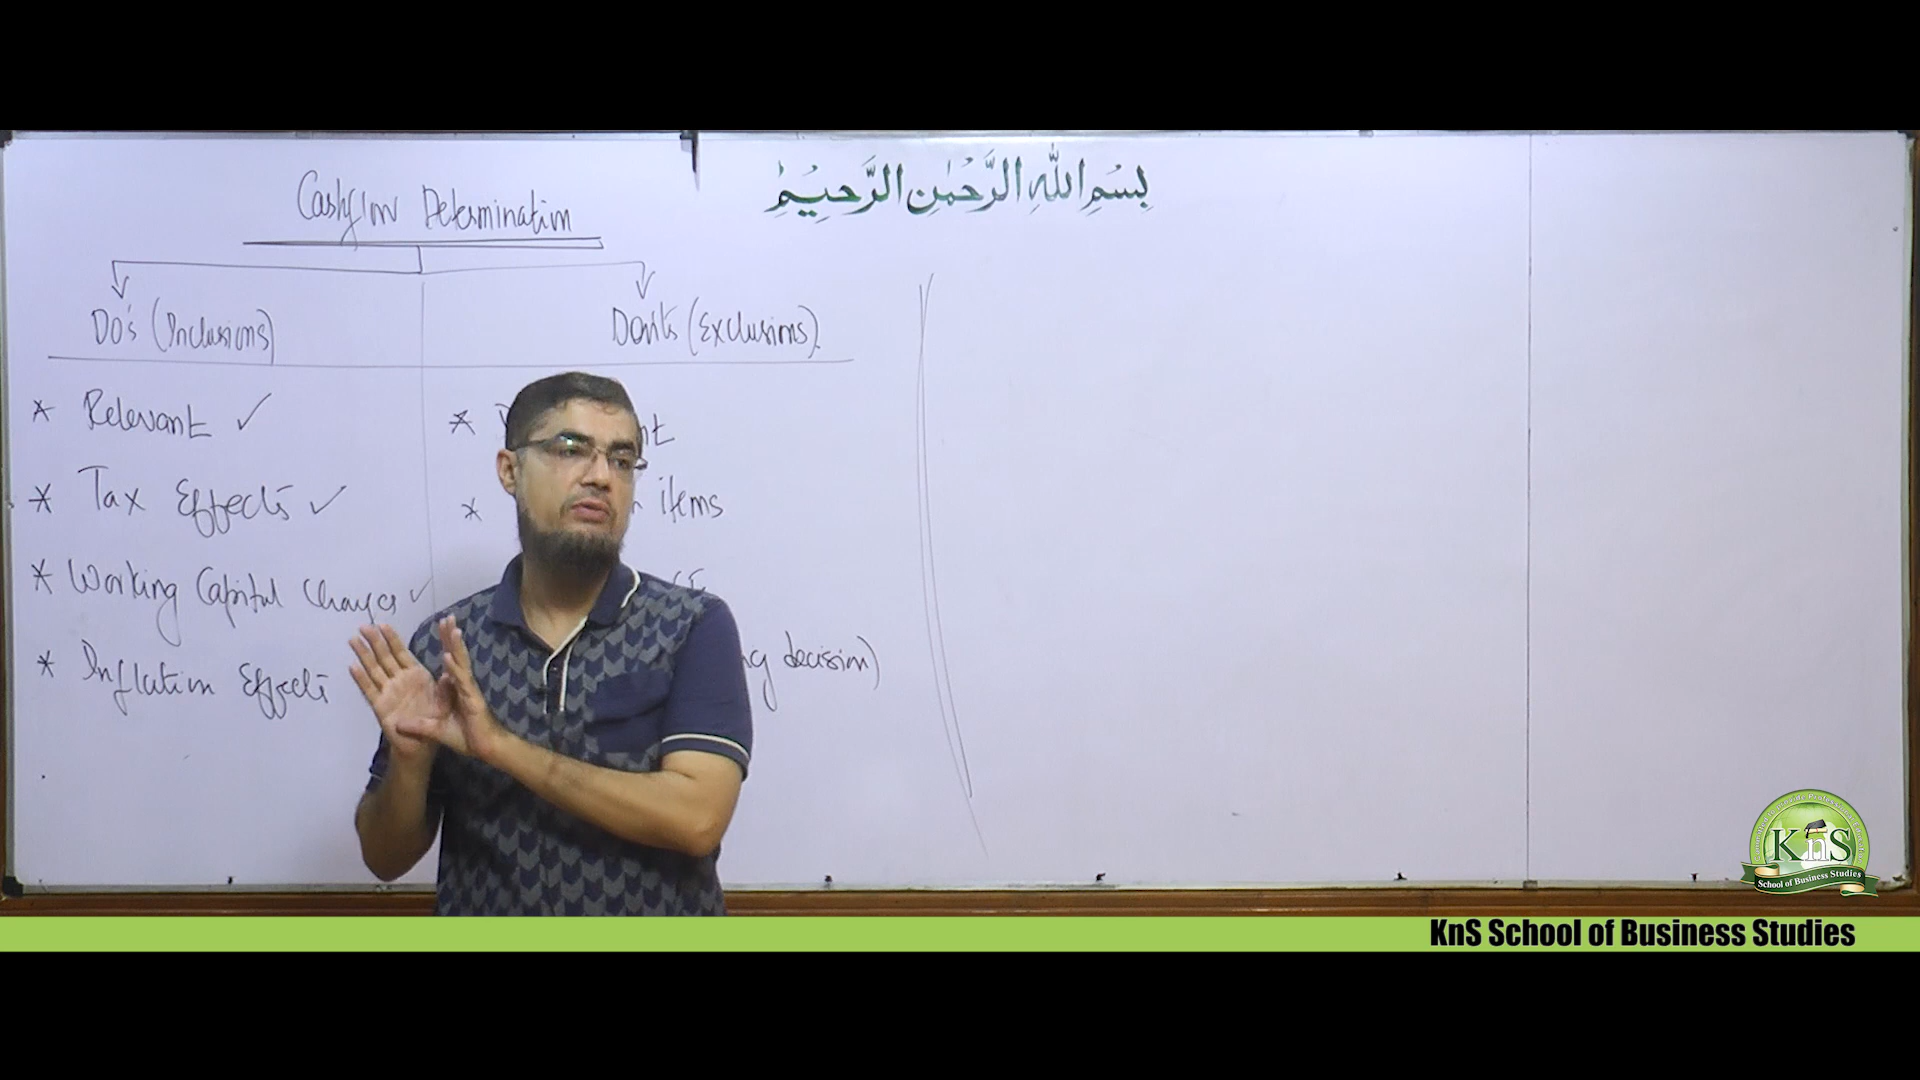 بِسْمِ اللهِ الرَّحْمٰنِ الرَّحِيْمِ
Cashflow Determination
Do's (Inclusions)
Don'ts (Exclusions).
* Relevant ✓
* Tax Effects ✓
* items
* Working Capital Changes ✓
* Inflation Effects
decision)
KnS
School of Business Studies
KnS School of Business Studies